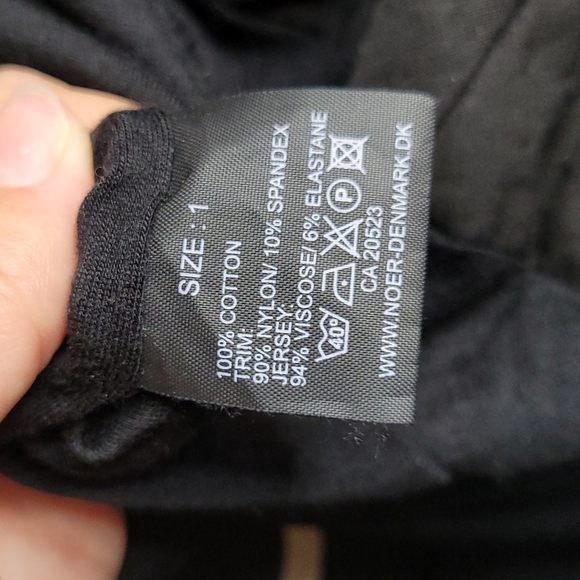 SIZE : 1
100% COTTON
TRIM:
90% NYLON/ 10% SPANDEX
JERSEY:
94% VISCOSE/ 6% ELASTANE
40° P
CA 20523
WWW.NOER-DENMARK.DK